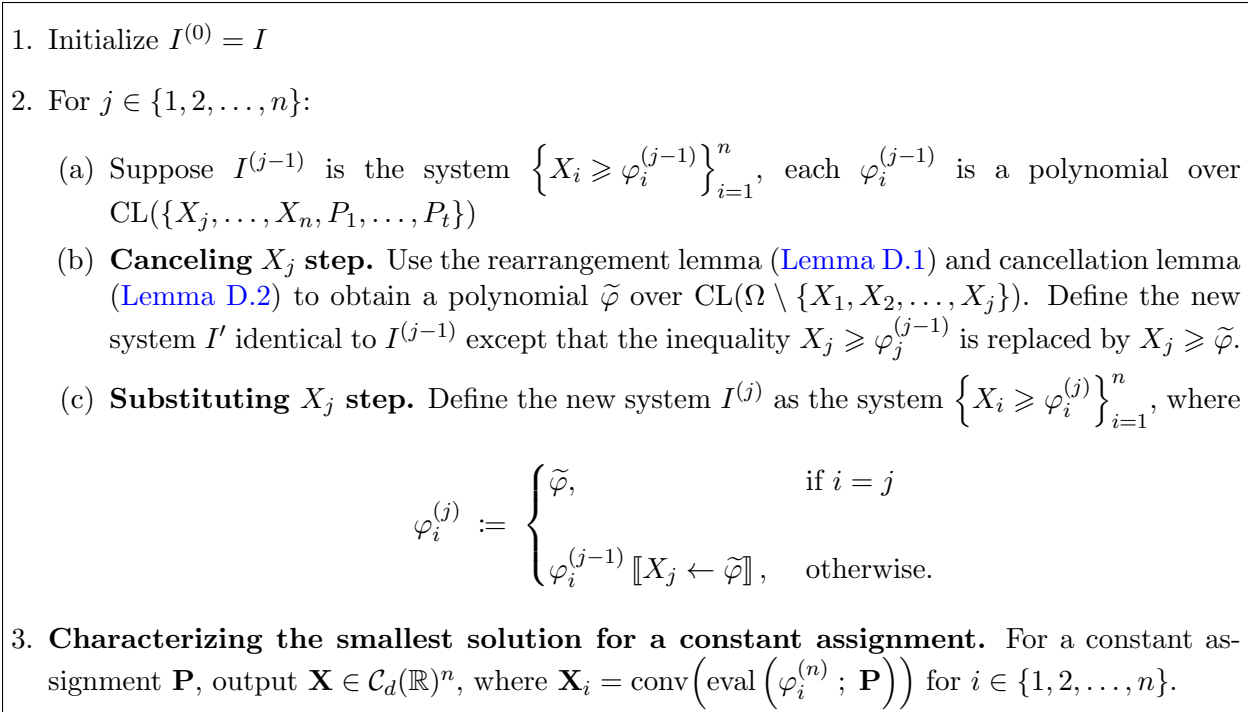 1. Initialize I^{(0)} = I
2. For j ∈ {1, 2, . . . , n}:
(a) Suppose I^{(j−1)} is the system {X_i ⩾ φ_i^{(j−1)}}_{i=1}^n, each φ_i^{(j−1)} is a polynomial over
CL({X_j, . . . , X_n, P_1, . . . , P_t})
(b) Canceling X_j step. Use the rearrangement lemma (Lemma D.1) and cancellation lemma
(Lemma D.2) to obtain a polynomial φ̃ over CL(Ω \ {X_1, X_2, . . . , X_j}). Define the new
system I′ identical to I^{(j−1)} except that the inequality X_j ⩾ φ_j^{(j−1)} is replaced by X_j ⩾ φ̃.
(c) Substituting X_j step. Define the new system I^{(j)} as the system {X_i ⩾ φ_i^{(j)}}_{i=1}^n, where
φ_i^{(j)} := { φ̃, if i = j
φ_i^{(j−1)} ⟦X_j ← φ̃⟧, otherwise.
3. Characterizing the smallest solution for a constant assignment. For a constant as-
signment P, output X ∈ 𝒞_d(ℝ)^n, where X_i = conv(eval(φ_i^{(n)} ; P)) for i ∈ {1, 2, . . . , n}.